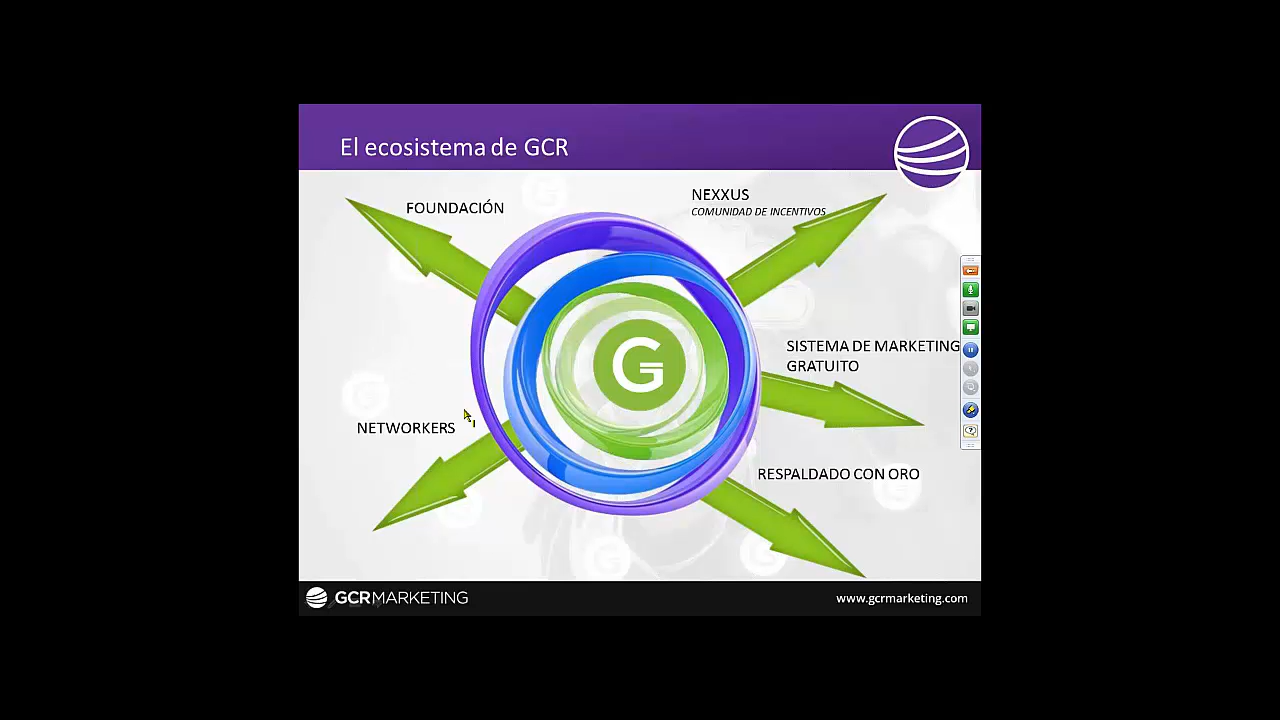 El ecosistema de GCR
FOUNDACIÓN
NEXXUS
COMUNIDAD DE INCENTIVOS
SISTEMA DE MARKETING
GRATUITO
NETWORKERS
RESPALDADO CON ORO
G
GCRMARKETING
www.gcrmarketing.com